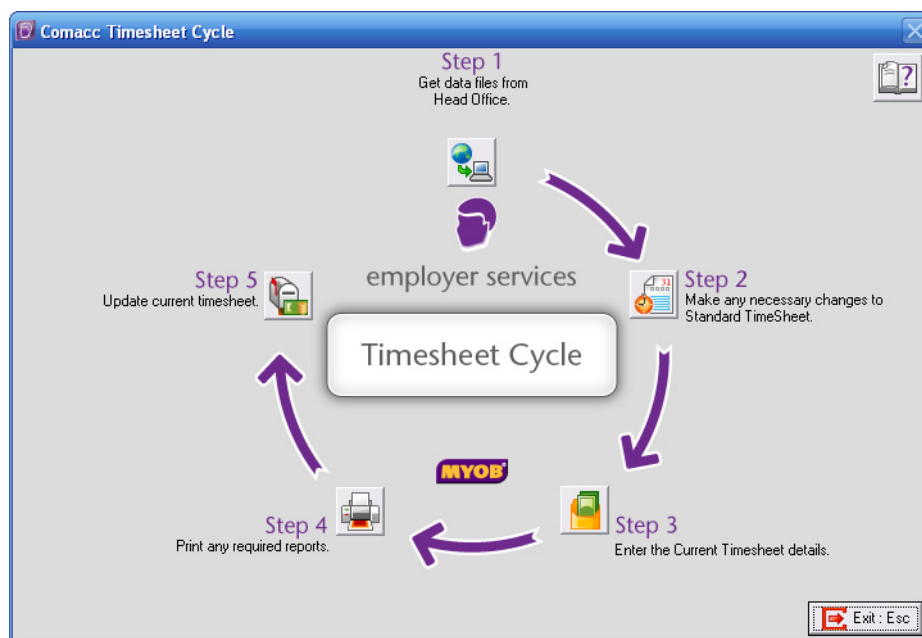 Comacc Timesheet Cycle
Step 1
Get data files from
Head Office.
Step 2
Make any necessary changes to
Standard TimeSheet.
Step 3
Enter the Current Timesheet details.
Step 4
Print any required reports.
Step 5
Update current timesheet.
employer services
Timesheet Cycle
MYOB
31
?
Exit : Esc